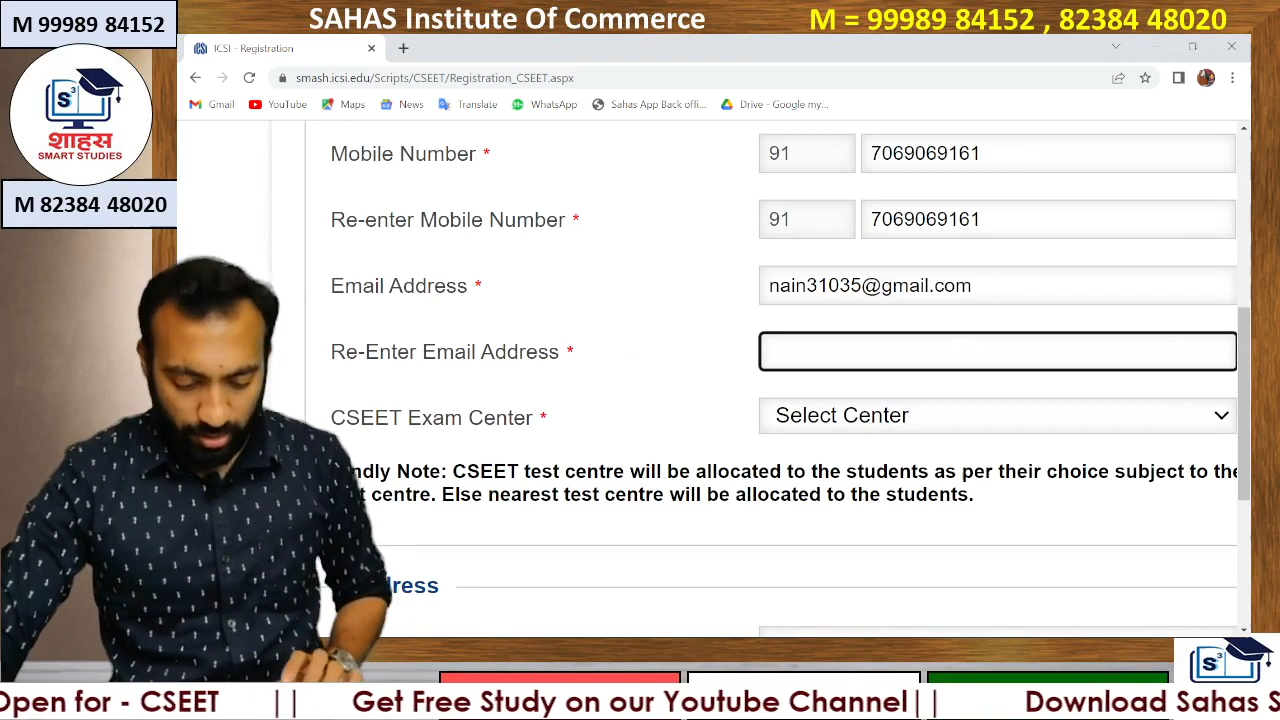 M 99989 84152
SAHAS Institute Of Commerce
M = 99989 84152 , 82384 48020
S3
शाहस
SMART STUDIES
M 82384 48020
ICSI - Registration
smash.icsi.edu/Scripts/CSEET/Registration_CSEET.aspx
Gmail YouTube Maps News Translate WhatsApp Sahas App Back offi... Drive - Google my...
Mobile Number * 91 7069069161
Re-enter Mobile Number * 91 7069069161
Email Address * nain31035@gmail.com
Re-Enter Email Address *
CSEET Exam Center * Select Center
ndly Note: CSEET test centre will be allocated to the students as per their choice subject to the
t centre. Else nearest test centre will be allocated to the students.
dress
S3
Open for - CSEET || Get Free Study on our Youtube Channel || Download Sahas S